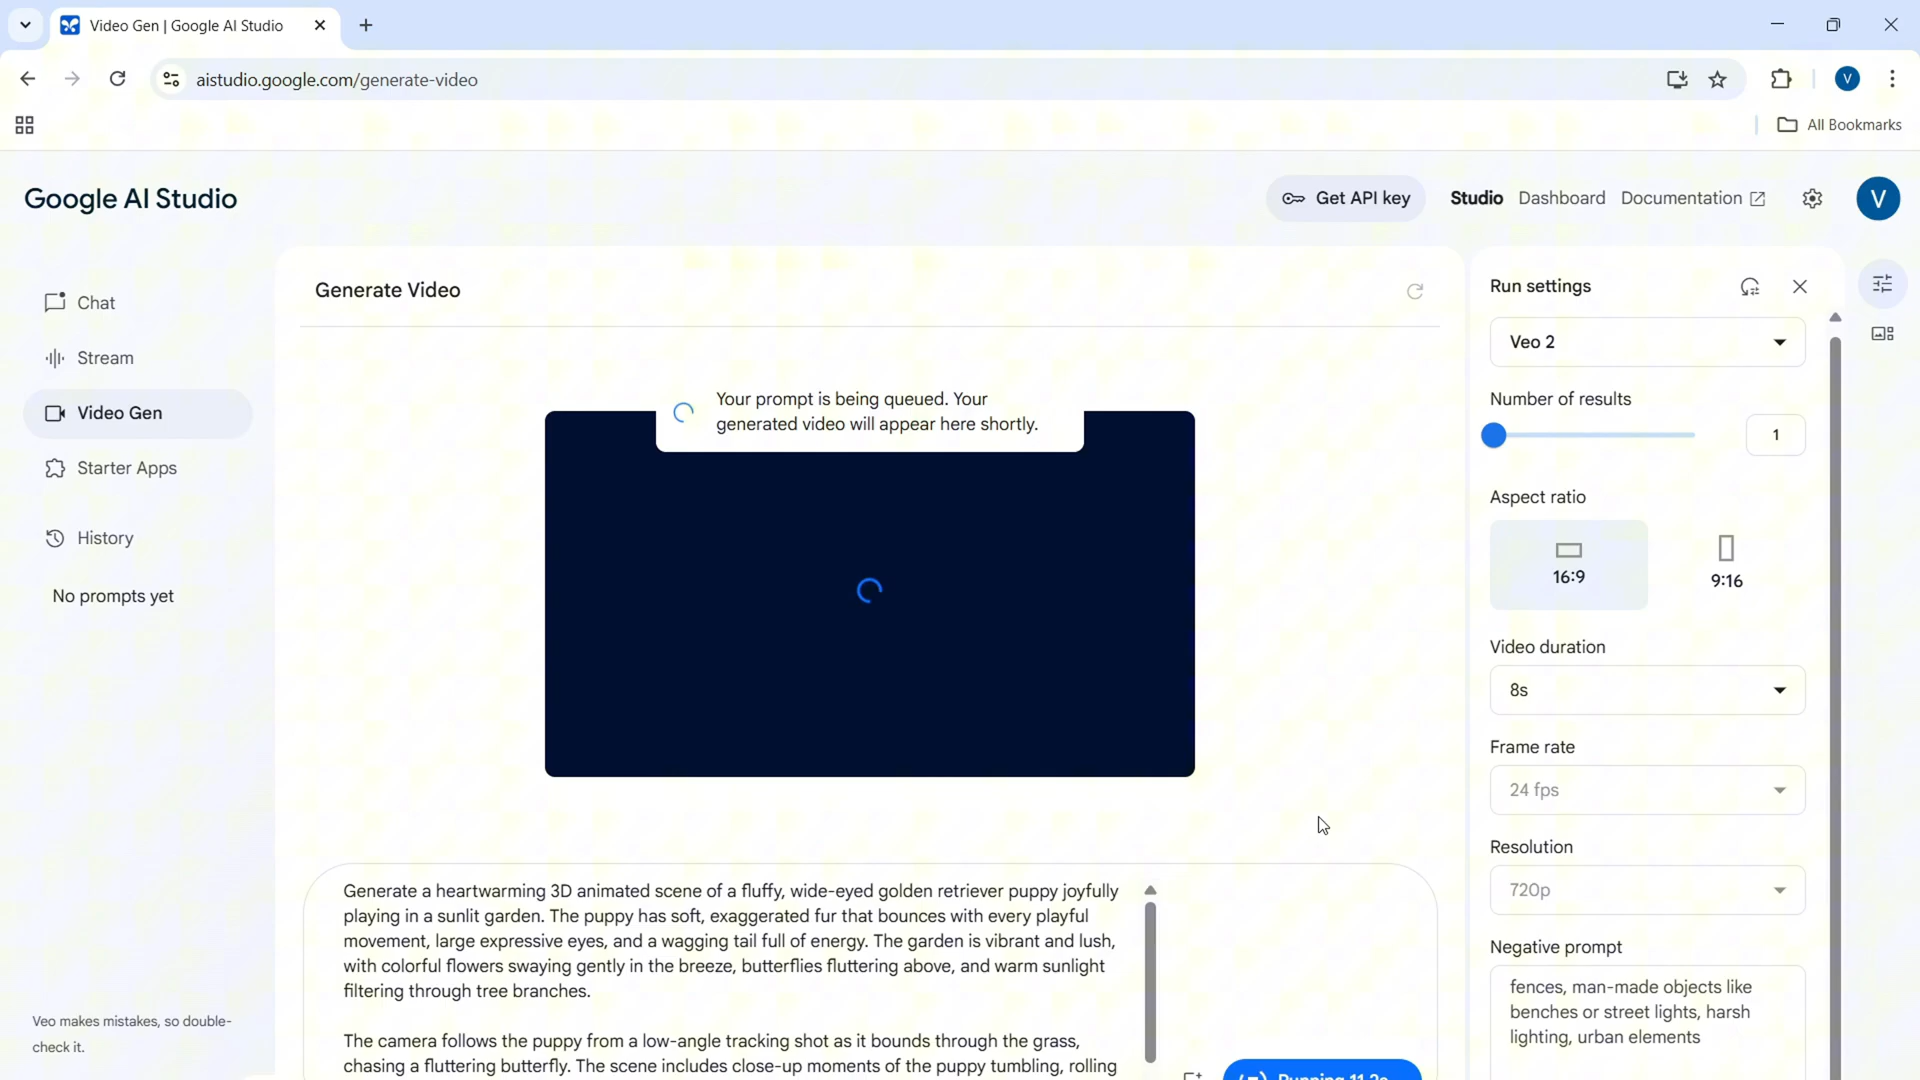 Video Gen | Google AI Studio
aistudio.google.com/generate-video
V
All Bookmarks
Google AI Studio
Get API key
Studio
Dashboard
Documentation
V
Chat
Stream
Video Gen
Starter Apps
History
No prompts yet
Veo makes mistakes, so double-
check it.
Generate Video
Your prompt is being queued. Your
generated video will appear here shortly.
Generate a heartwarming 3D animated scene of a fluffy, wide-eyed golden retriever puppy joyfully
playing in a sunlit garden. The puppy has soft, exaggerated fur that bounces with every playful
movement, large expressive eyes, and a wagging tail full of energy. The garden is vibrant and lush,
with colorful flowers swaying gently in the breeze, butterflies fluttering above, and warm sunlight
filtering through tree branches.
The camera follows the puppy from a low-angle tracking shot as it bounds through the grass,
chasing a fluttering butterfly. The scene includes close-up moments of the puppy tumbling, rolling
Running 11.2s
Run settings
Veo 2
Number of results
1
Aspect ratio
16:9
9:16
Video duration
8s
Frame rate
24 fps
Resolution
720p
Negative prompt
fences, man-made objects like
benches or street lights, harsh
lighting, urban elements